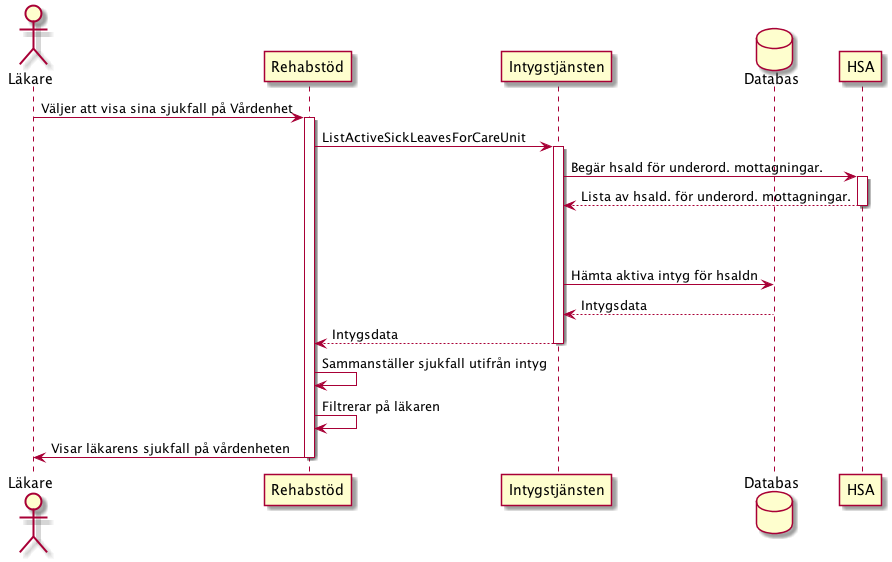 Läkare
Rehabstöd
Intygstjänsten
Databas
HSA
Väljer att visa sina sjukfall på Vårdenhet
ListActiveSickLeavesForCareUnit
Begär hsaId för underord. mottagningar.
Lista av hsaId. för underord. mottagningar.
Hämta aktiva intyg för hsaIdn
Intygsdata
Intygsdata
Sammanställer sjukfall utifrån intyg
Filtrerar på läkaren
Visar läkarens sjukfall på vårdenheten
Läkare
Rehabstöd
Intygstjänsten
Databas
HSA